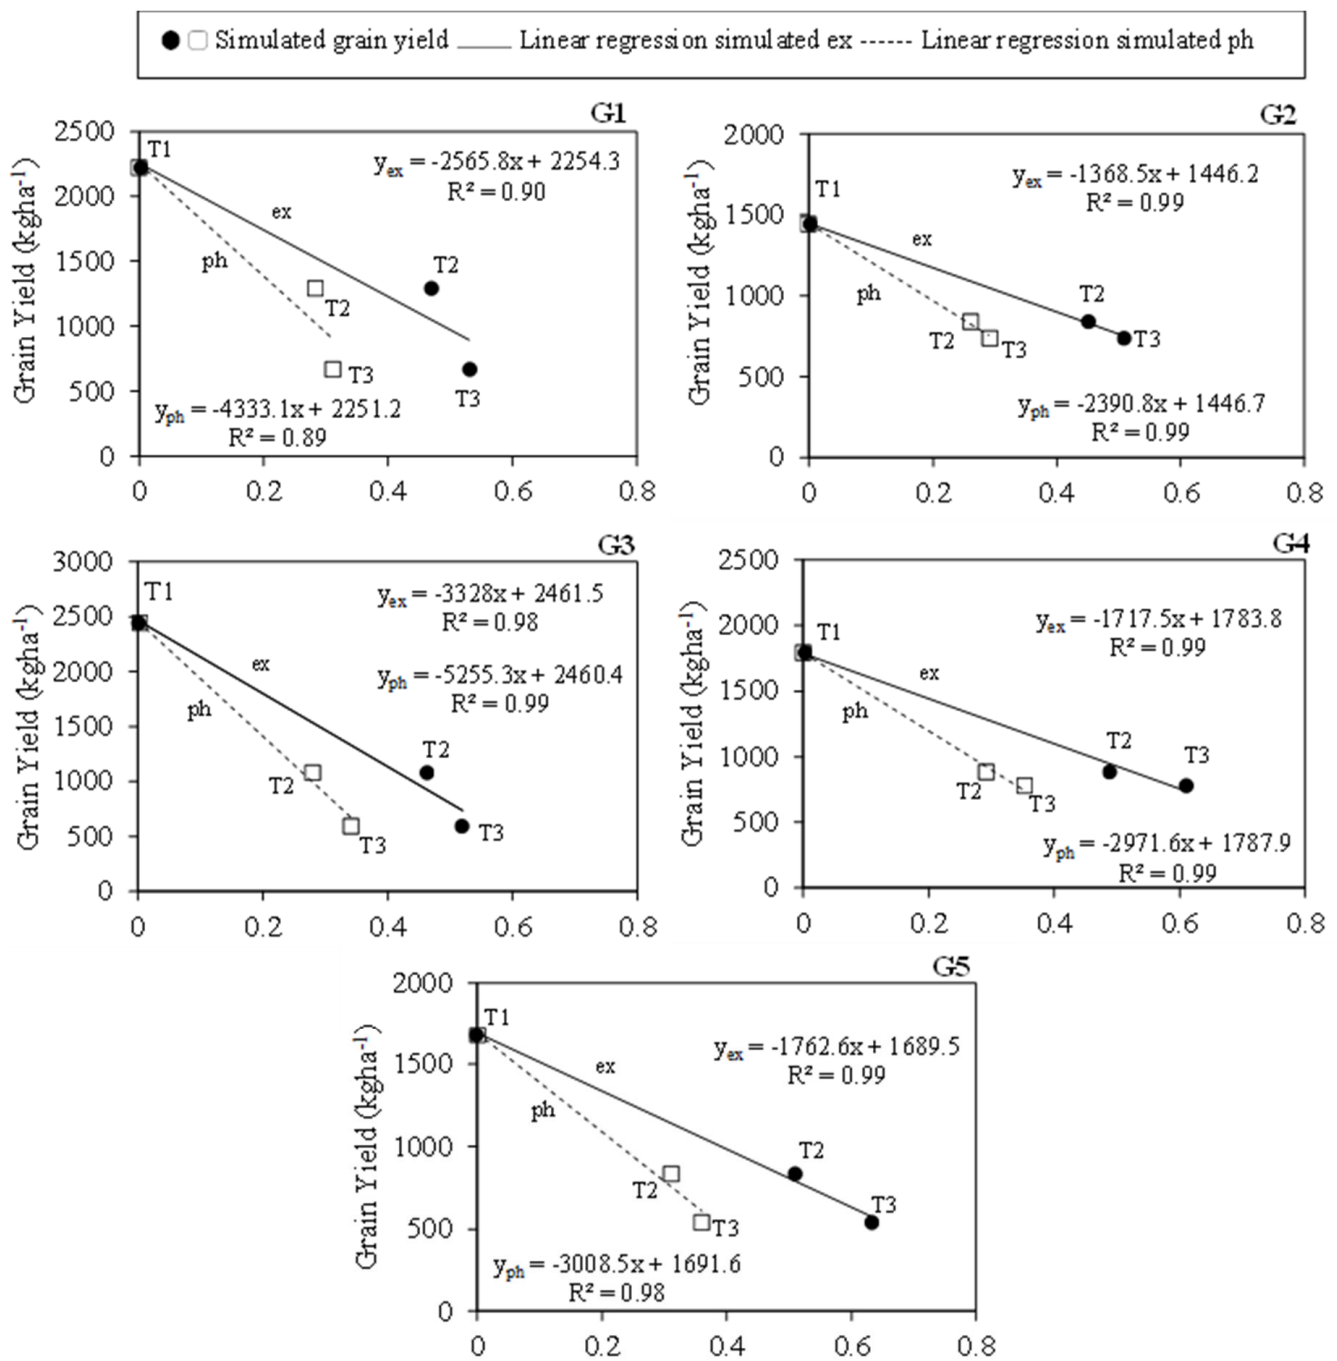 Simulated grain yield Linear regression simulated ex Linear regression simulated ph
G1
Grain Yield (kgha⁻¹)
2500
2000
1500
1000
500
0
T1
y_ex = -2565.8x + 2254.3
R² = 0.90
ex
ph
T2
T2
T3
T3
y_ph = -4333.1x + 2251.2
R² = 0.89
0 0.2 0.4 0.6 0.8
G2
Grain Yield (kgha⁻¹)
2000
1500
1000
500
0
T1
y_ex = -1368.5x + 1446.2
R² = 0.99
ex
ph
T2
T2
T3
T3
y_ph = -2390.8x + 1446.7
R² = 0.99
0 0.2 0.4 0.6 0.8
G3
Grain Yield (kgha⁻¹)
3000
2500
2000
1500
1000
500
0
T1
y_ex = -3328x + 2461.5
R² = 0.98
ex
y_ph = -5255.3x + 2460.4
R² = 0.99
ph
T2
T2
T3
T3
0 0.2 0.4 0.6 0.8
G4
Grain Yield (kgha⁻¹)
2500
2000
1500
1000
500
0
T1
y_ex = -1717.5x + 1783.8
R² = 0.99
ex
ph
T2
T3
T2
T3
y_ph = -2971.6x + 1787.9
R² = 0.99
0 0.2 0.4 0.6 0.8
G5
Grain Yield (kgha⁻¹)
2000
1500
1000
500
0
T1
y_ex = -1762.6x + 1689.5
R² = 0.99
ex
ph
T2
T2
T3
T3
y_ph = -3008.5x + 1691.6
R² = 0.98
0 0.2 0.4 0.6 0.8